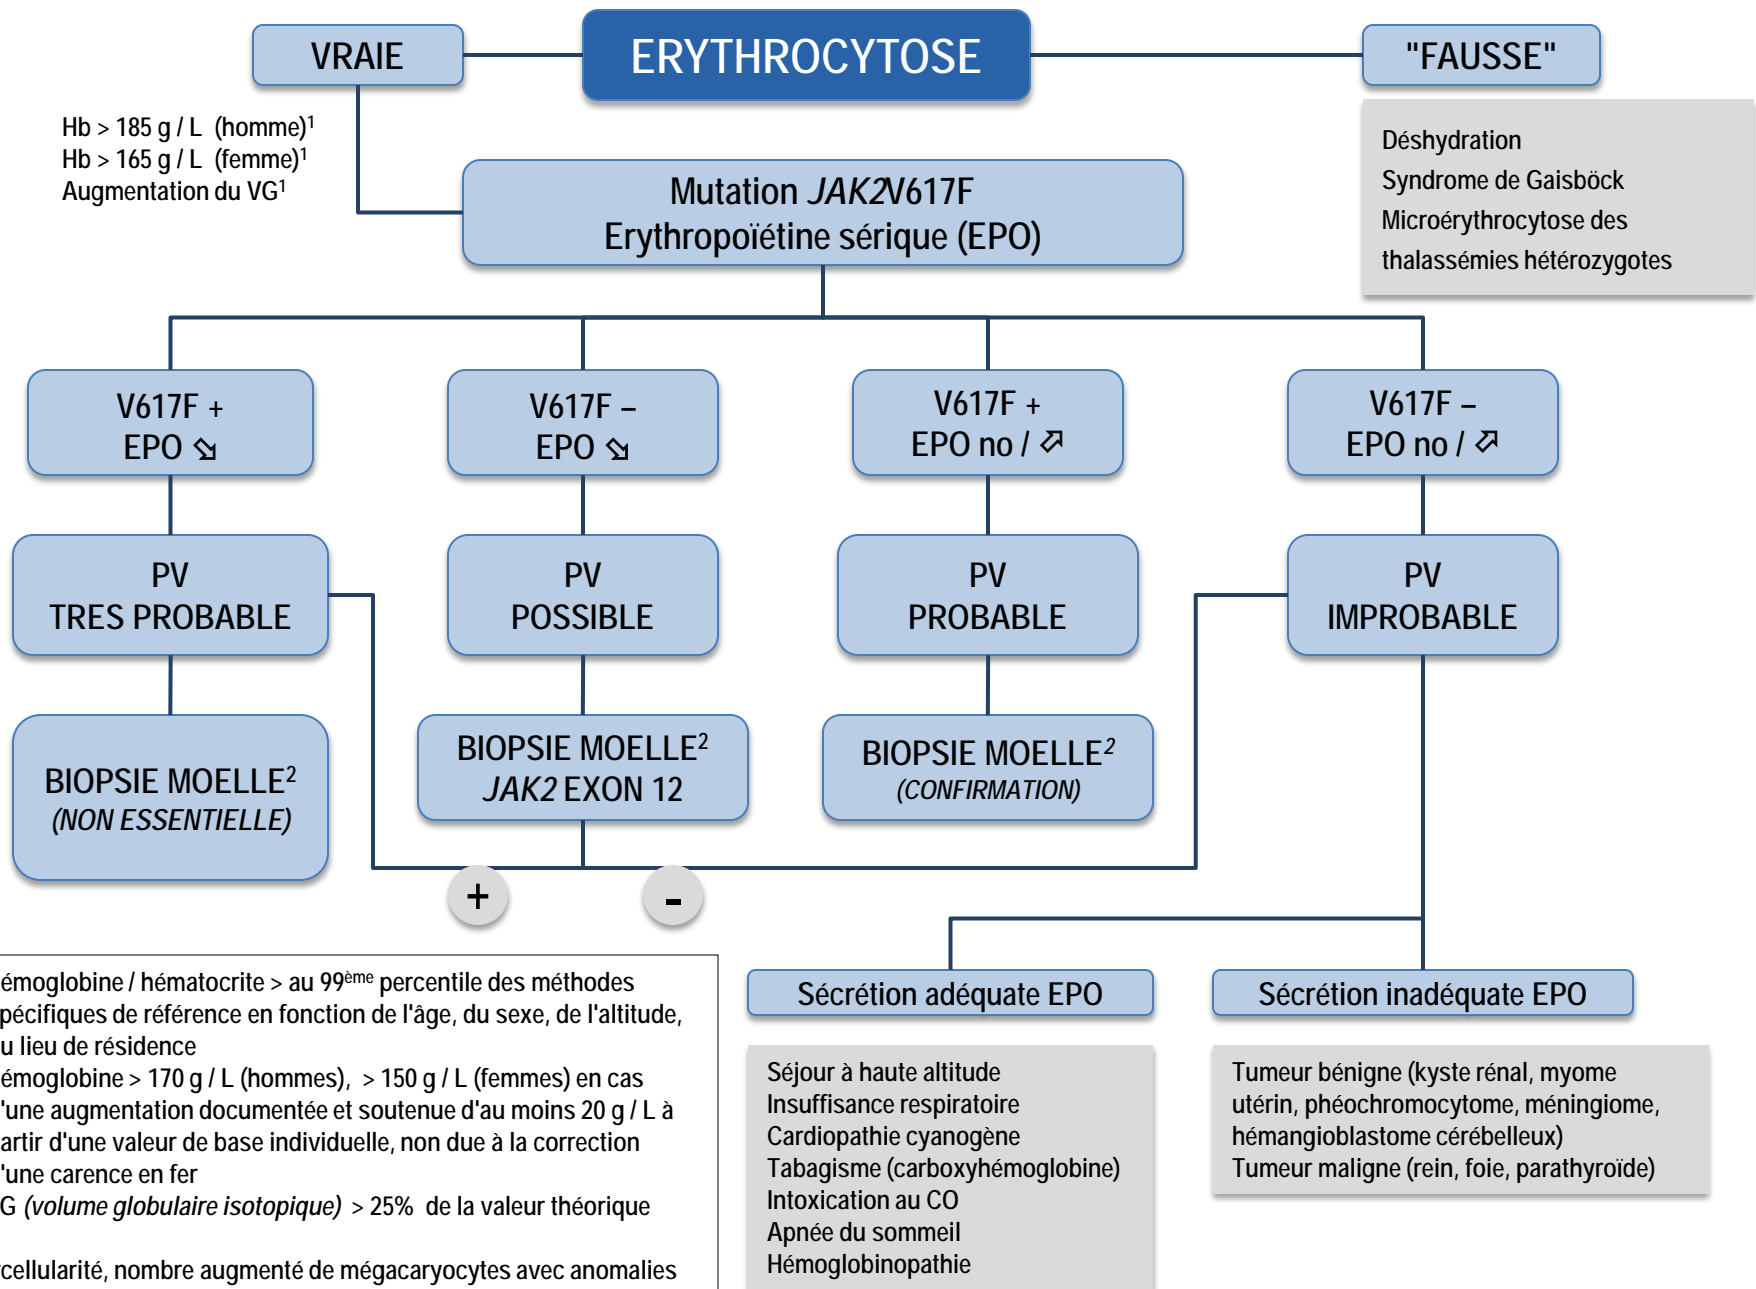 VRAIE
ERYTHROCYTOSE
"FAUSSE"
Hb > 185 g / L (homme)¹
Hb > 165 g / L (femme)¹
Augmentation du VG¹
Déshydration
Syndrome de Gaisböck
Microérythrocytose des
thalassémies hétérozygotes
Mutation JAK2V617F
Erythropoïétine sérique (EPO)
V617F +
EPO ⬂
V617F –
EPO ⬂
V617F +
EPO no / ⬀
V617F –
EPO no / ⬀
PV
TRES PROBABLE
PV
POSSIBLE
PV
PROBABLE
PV
IMPROBABLE
BIOPSIE MOELLE²
(NON ESSENTIELLE)
BIOPSIE MOELLE²
JAK2 EXON 12
BIOPSIE MOELLE²
(CONFIRMATION)
+
-
émoglobine / hématocrite > au 99ème percentile des méthodes
pécifiques de référence en fonction de l'âge, du sexe, de l'altitude,
u lieu de résidence
émoglobine > 170 g / L (hommes), > 150 g / L (femmes) en cas
'une augmentation documentée et soutenue d'au moins 20 g / L à
artir d'une valeur de base individuelle, non due à la correction
'une carence en fer
G (volume globulaire isotopique) > 25% de la valeur théorique
cellularité, nombre augmenté de mégacaryocytes avec anomalies
Sécrétion adéquate EPO
Séjour à haute altitude
Insuffisance respiratoire
Cardiopathie cyanogène
Tabagisme (carboxyhémoglobine)
Intoxication au CO
Apnée du sommeil
Hémoglobinopathie
Sécrétion inadéquate EPO
Tumeur bénigne (kyste rénal, myome
utérin, phéochromocytome, méningiome,
hémangioblastome cérébelleux)
Tumeur maligne (rein, foie, parathyroïde)